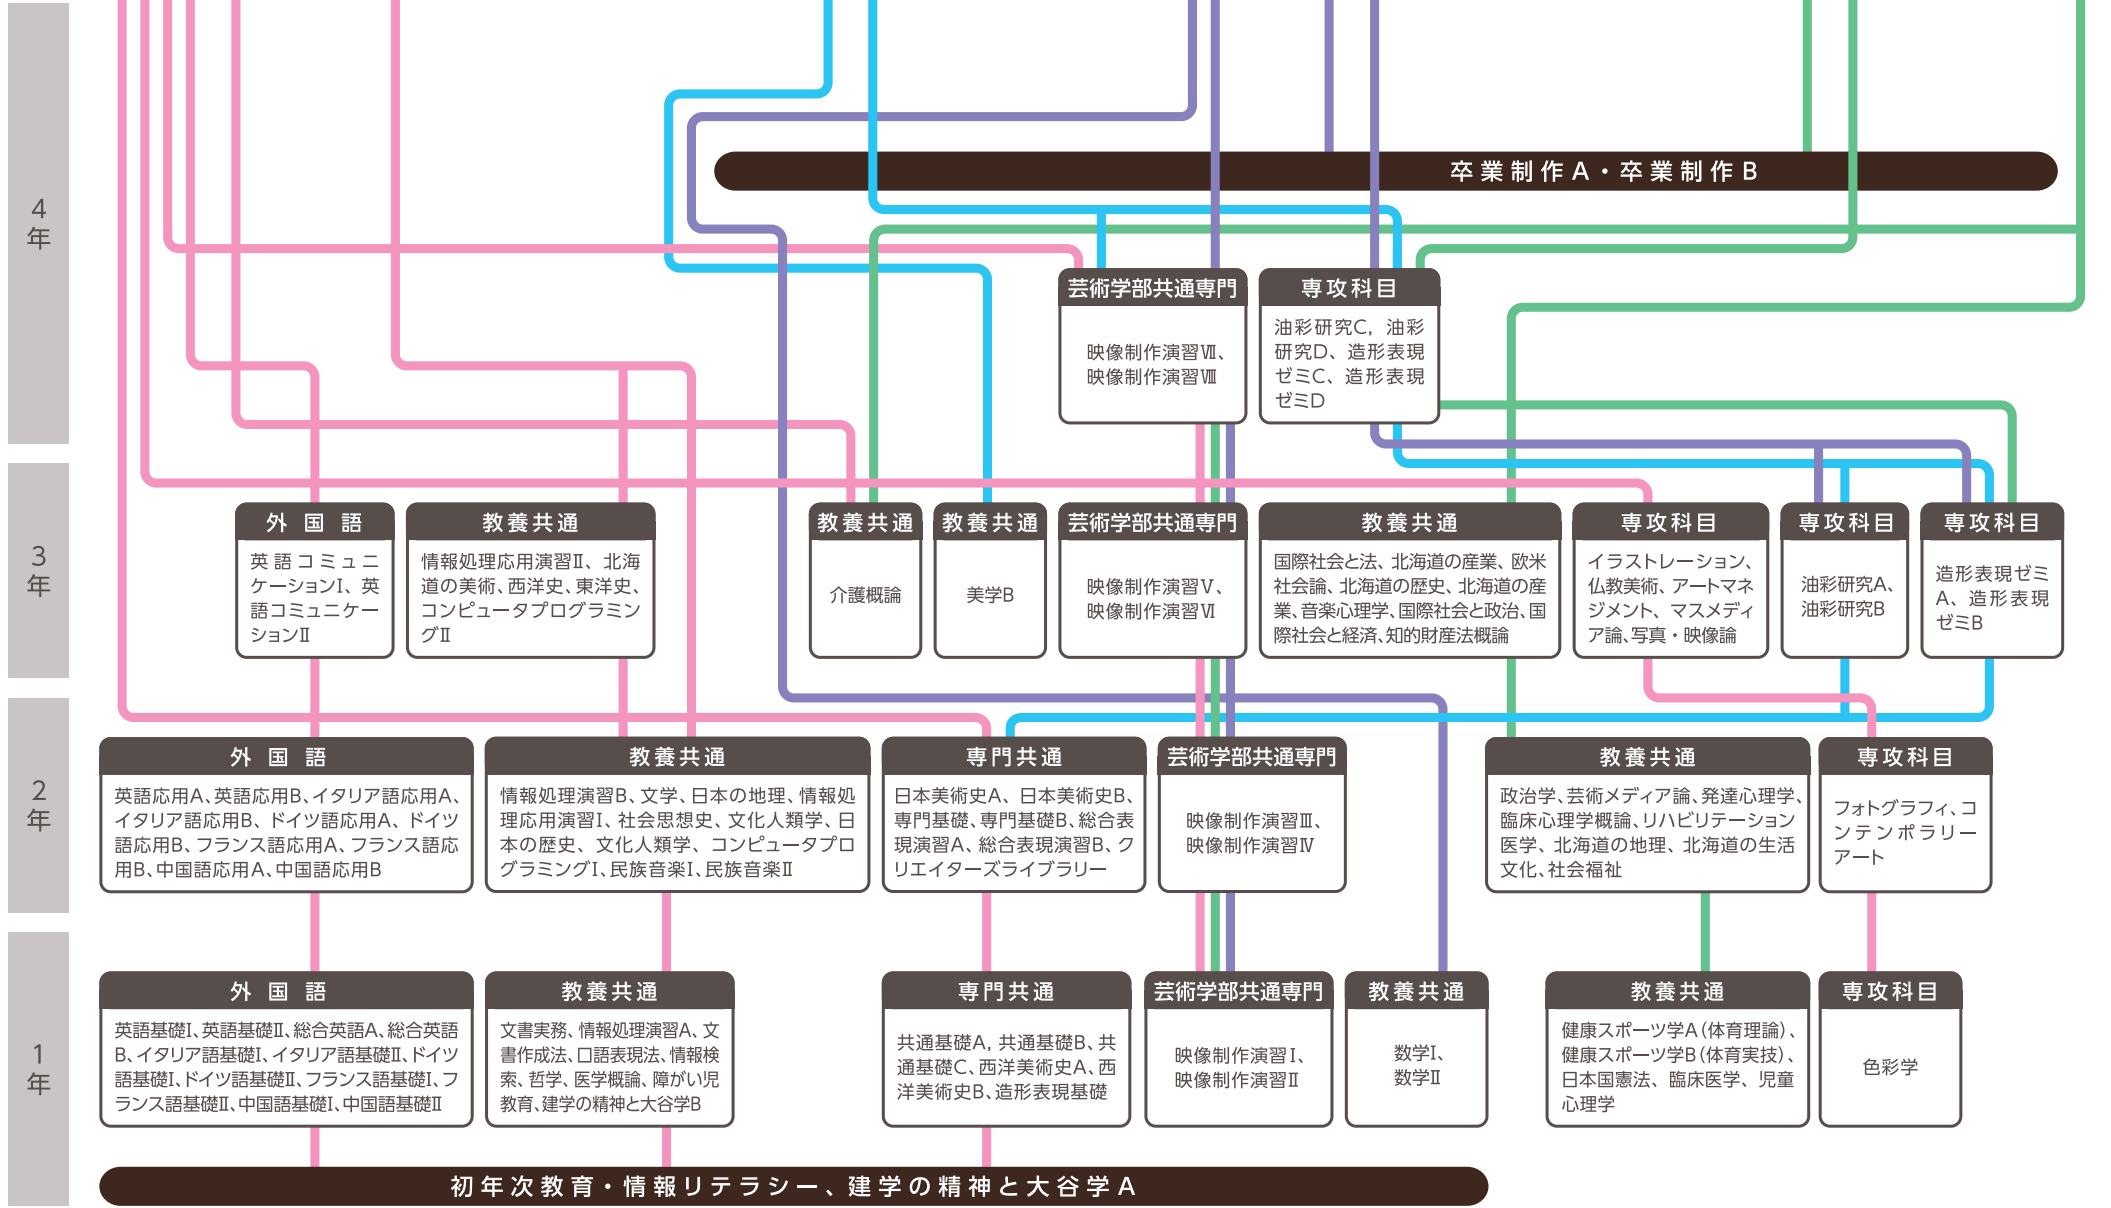 4
年
卒業制作A・卒業制作B
芸術学部共通専門
映像制作演習Ⅶ、
映像制作演習Ⅷ
専攻科目
油彩研究C，油彩
研究D、造形表現
ゼミC、造形表現
ゼミD
3
年
外国語
英語コミュニ
ケーションⅠ、英
語コミュニケー
ションⅡ
教養共通
情報処理応用演習Ⅱ、北海
道の美術、西洋史、東洋史、
コンピュータプログラミン
グⅡ
教養共通
介護概論
教養共通
美学B
芸術学部共通専門
映像制作演習Ⅴ、
映像制作演習Ⅵ
教養共通
国際社会と法、北海道の産業、欧米
社会論、北海道の歴史、北海道の産
業、音楽心理学、国際社会と政治、国
際社会と経済、知的財産法概論
専攻科目
イラストレーション、
仏教美術、アートマネ
ジメント、マスメディ
ア論、写真・映像論
専攻科目
油彩研究A、
油彩研究B
専攻科目
造形表現ゼミ
A、造形表現
ゼミB
2
年
外国語
英語応用A、英語応用B、イタリア語応用A、
イタリア語応用B、ドイツ語応用A、ドイツ
語応用B、フランス語応用A、フランス語応
用B、中国語応用A、中国語応用B
教養共通
情報処理演習B、文学、日本の地理、情報処
理応用演習Ⅰ、社会思想史、文化人類学、日
本の歴史、文化人類学、コンピュータプロ
グラミングⅠ、民族音楽Ⅰ、民族音楽Ⅱ
専門共通
日本美術史A、日本美術史B、
専門基礎、専門基礎B、総合表
現演習A、総合表現演習B、ク
リエイターズライブラリー
芸術学部共通専門
映像制作演習Ⅲ、
映像制作演習Ⅳ
教養共通
政治学、芸術メディア論、発達心理学、
臨床心理学概論、リハビリテーション
医学、北海道の地理、北海道の生活
文化、社会福祉
専攻科目
フォトグラフィ、コ
ンテンポラリー
アート
1
年
外国語
英語基礎Ⅰ、英語基礎Ⅱ、総合英語A、総合英語
B、イタリア語基礎Ⅰ、イタリア語基礎Ⅱ、ドイツ
語基礎Ⅰ、ドイツ語基礎Ⅱ、フランス語基礎Ⅰ、フ
ランス語基礎Ⅱ、中国語基礎Ⅰ、中国語基礎Ⅱ
教養共通
文書実務、情報処理演習A、文
書作成法、口語表現法、情報検
索、哲学、医学概論、障がい児
教育、建学の精神と大谷学B
専門共通
共通基礎A，共通基礎B、共
通基礎C、西洋美術史A、西
洋美術史B、造形表現基礎
芸術学部共通専門
映像制作演習Ⅰ、
映像制作演習Ⅱ
教養共通
数学Ⅰ、
数学Ⅱ
教養共通
健康スポーツ学A（体育理論）、
健康スポーツ学B（体育実技）、
日本国憲法、臨床医学、児童
心理学
専攻科目
色彩学
初年次教育・情報リテラシー、建学の精神と大谷学A